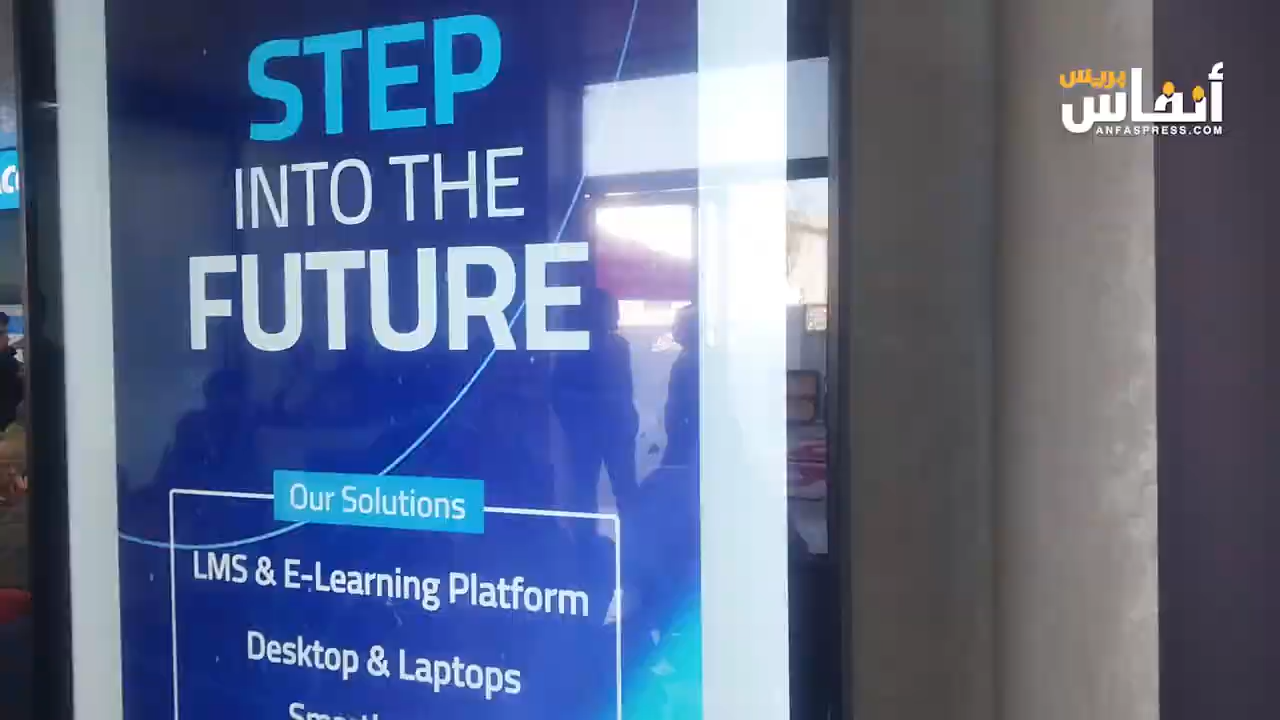 STEP
INTO THE
FUTURE
Our Solutions
LMS & E-Learning Platform
Desktop & Laptops
أنفاس بريس
ANFASPRESS.COM